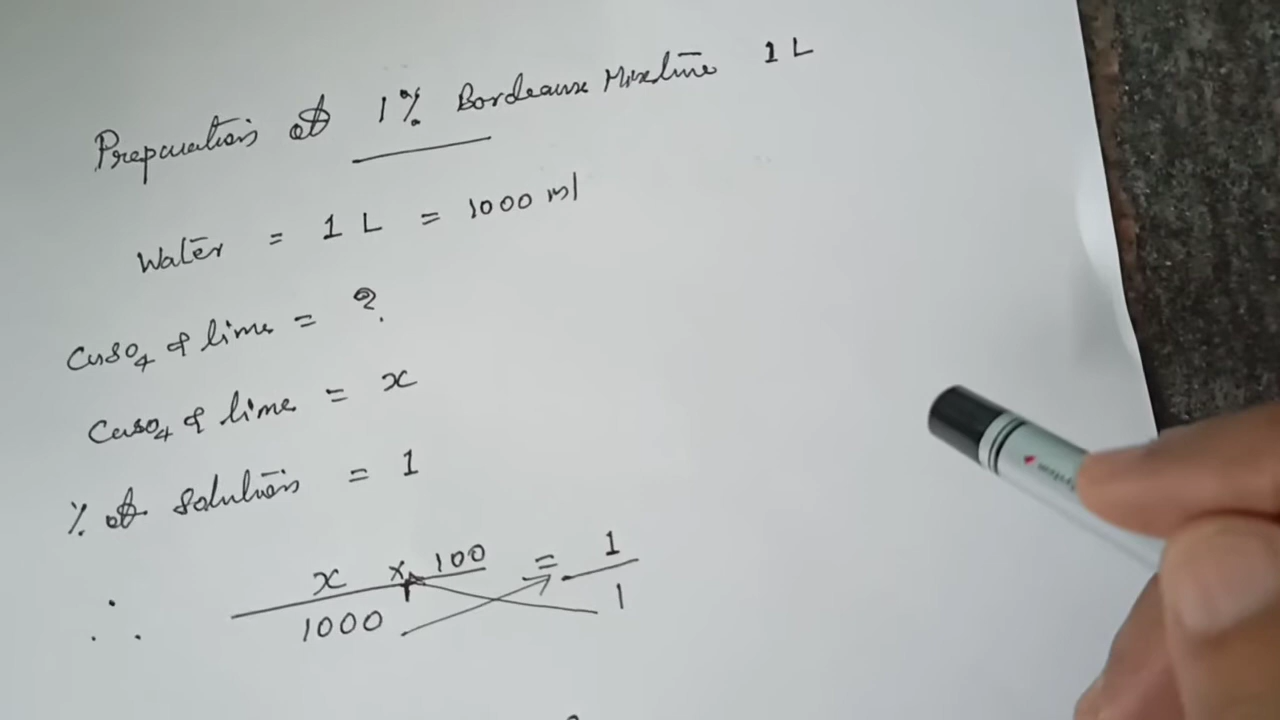 Preparation of 1% Bordeaux Mixture 1 L
Water = 1 L = 1000 ml
CuSO4 & lime = ?
CuSO4 & lime = x
% of solution = 1
∴ x × 100 / 1000 = 1 / 1